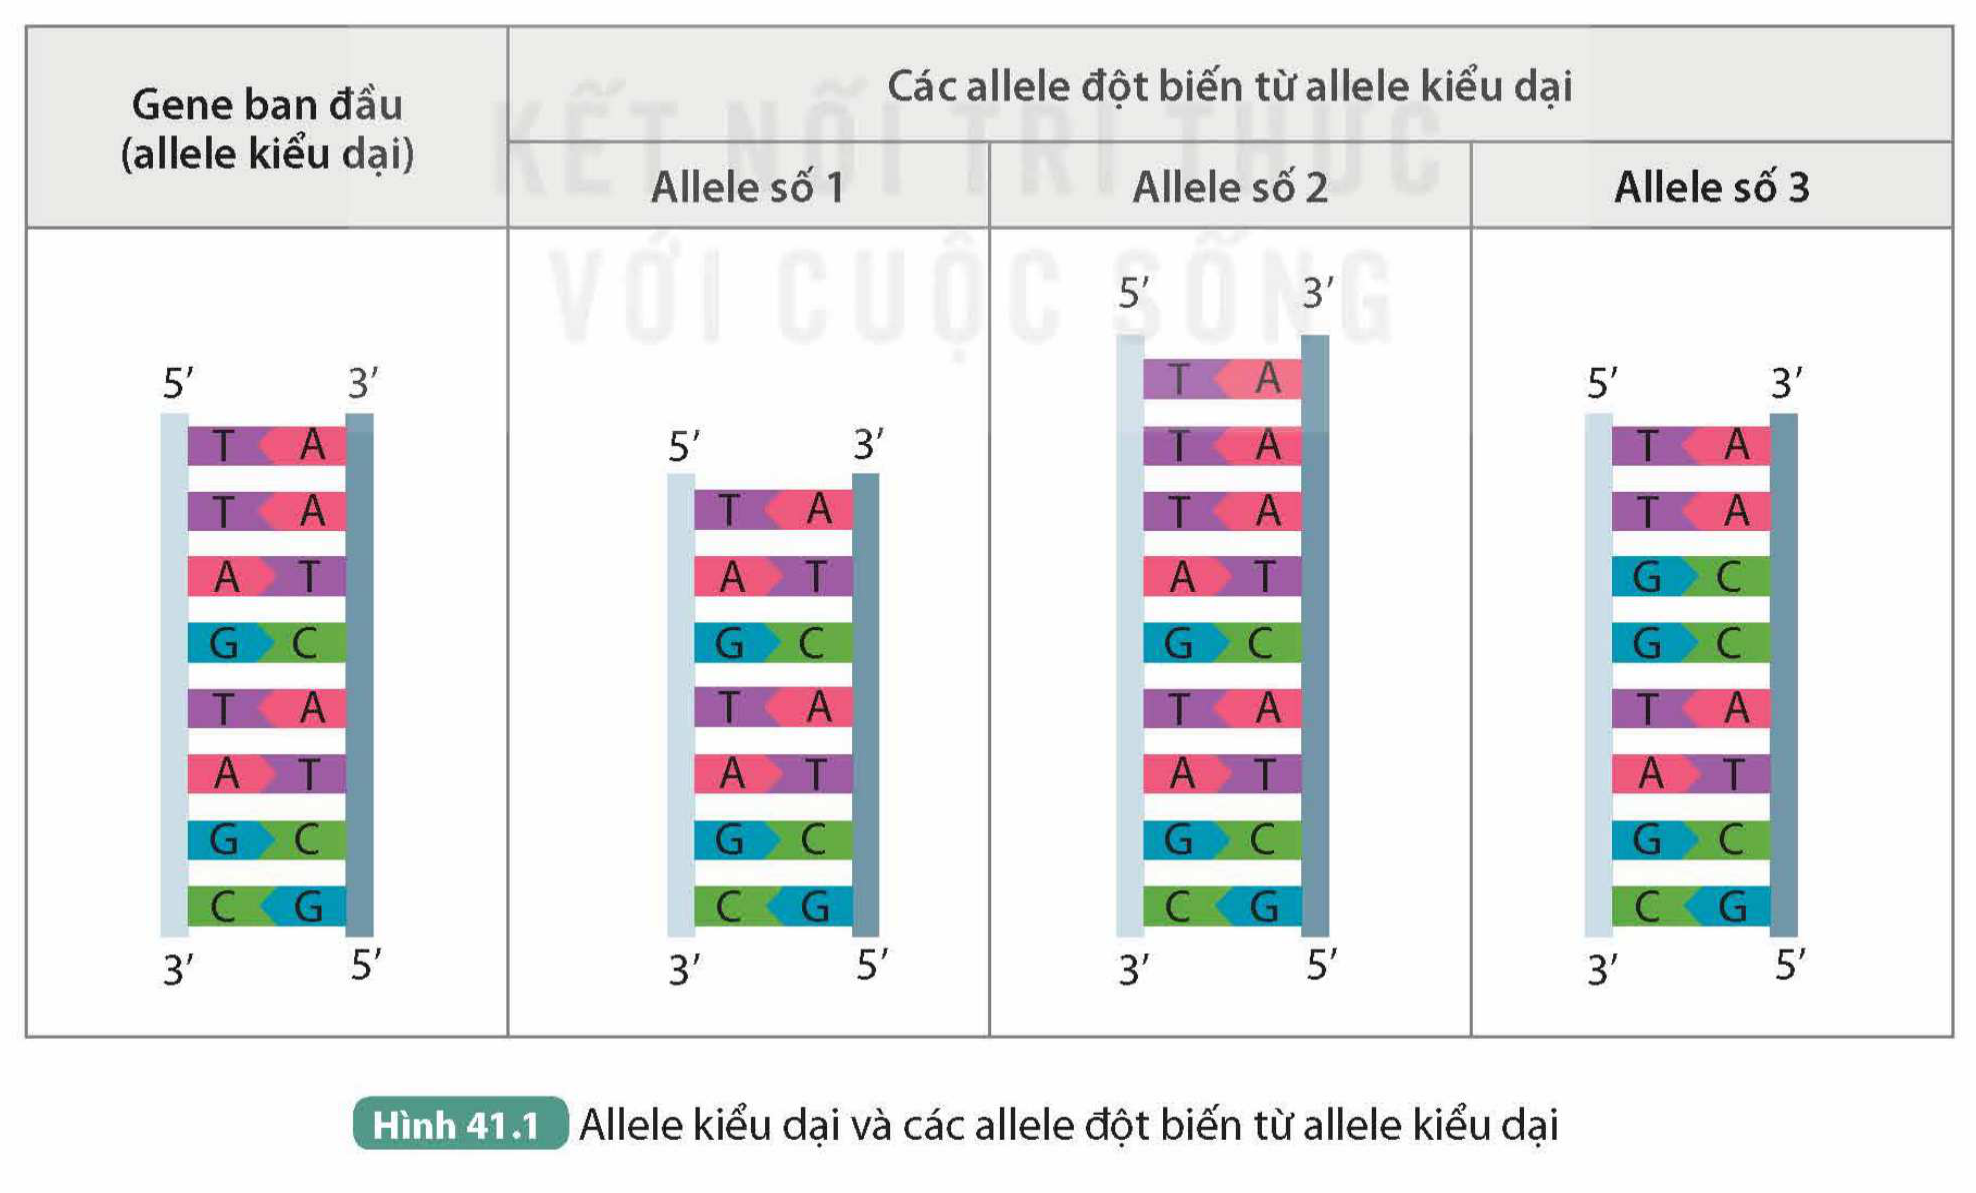 Gene ban đầu
(allele kiểu dại)
Các allele đột biến từ allele kiểu dại
Allele số 1
Allele số 2
Allele số 3
KẾT NỐI TRI THỨC
VỚI CUỘC SỐNG
5′ 3′
T A
T A
A T
G C
T A
A T
G C
C G
3′ 5′
5′ 3′
T A
A T
G C
T A
A T
G C
C G
3′ 5′
5′ 3′
T A
T A
T A
A T
G C
T A
A T
G C
C G
3′ 5′
5′ 3′
T A
T A
G C
G C
T A
A T
G C
C G
3′ 5′
Hình 41.1 Allele kiểu dại và các allele đột biến từ allele kiểu dại